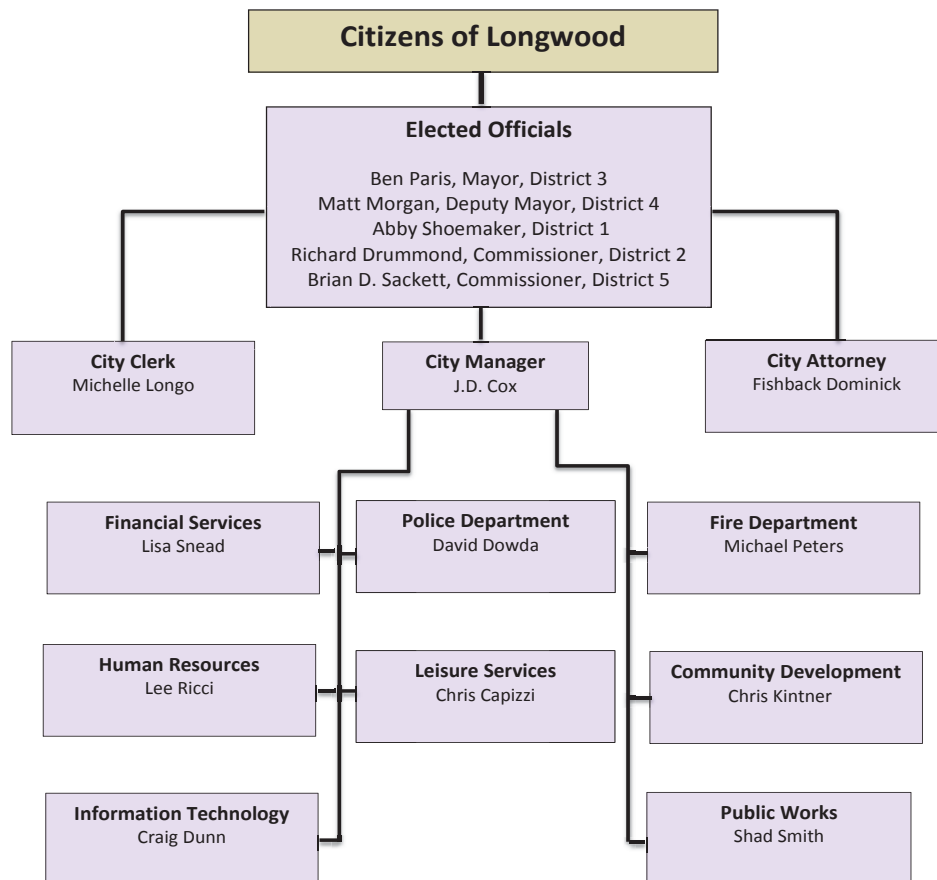 Citizens of Longwood
Elected Officials
Ben Paris, Mayor, District 3
Matt Morgan, Deputy Mayor, District 4
Abby Shoemaker, District 1
Richard Drummond, Commissioner, District 2
Brian D. Sackett, Commissioner, District 5
City Clerk
Michelle Longo
City Manager
J.D. Cox
City Attorney
Fishback Dominick
Financial Services
Lisa Snead
Police Department
David Dowda
Fire Department
Michael Peters
Human Resources
Lee Ricci
Leisure Services
Chris Capizzi
Community Development
Chris Kintner
Information Technology
Craig Dunn
Public Works
Shad Smith